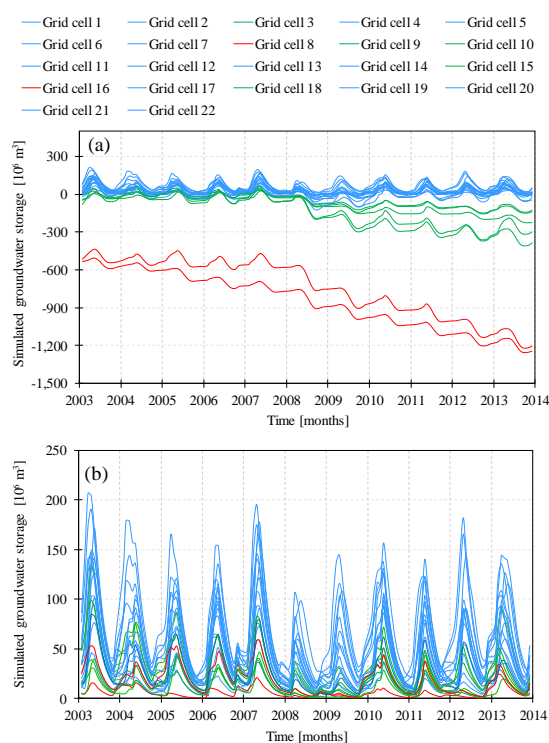 Grid cell 1 Grid cell 2 Grid cell 3 Grid cell 4 Grid cell 5
Grid cell 6 Grid cell 7 Grid cell 8 Grid cell 9 Grid cell 10
Grid cell 11 Grid cell 12 Grid cell 13 Grid cell 14 Grid cell 15
Grid cell 16 Grid cell 17 Grid cell 18 Grid cell 19 Grid cell 20
Grid cell 21 Grid cell 22
(a)
Simulated groundwater storage [10⁶ m³]
300
0
-300
-600
-900
-1,200
-1,500
2003 2004 2005 2006 2007 2008 2009 2010 2011 2012 2013 2014
Time [months]
(b)
Simulated groundwater storage [10⁶ m³]
250
200
150
100
50
0
2003 2004 2005 2006 2007 2008 2009 2010 2011 2012 2013 2014
Time [months]